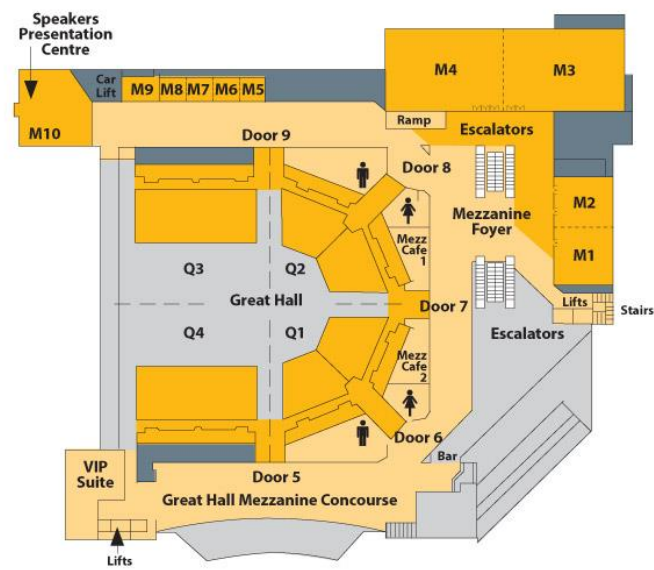 Speakers
Presentation
Centre
M10
Car
Lift
M9
M8
M7
M6
M5
M4
M3
Ramp
Escalators
Door 9
Door 8
M2
M1
Mezzanine
Foyer
Mezz
Cafe
1
Q3
Q2
Great Hall
Door 7
Lifts
Stairs
Q4
Q1
Escalators
Mezz
Cafe
2
Door 6
Bar
VIP
Suite
Door 5
Great Hall Mezzanine Concourse
Lifts